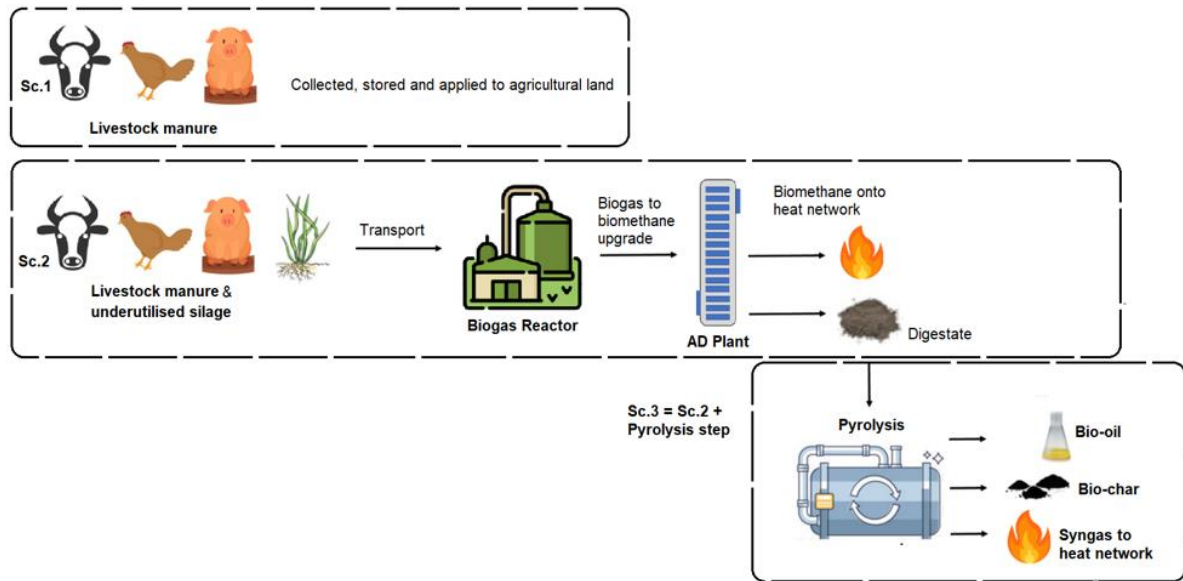 Sc.1
Collected, stored and applied to agricultural land
Livestock manure
Sc.2
Livestock manure &
underutilised silage
Transport
Biogas Reactor
Biogas to
biomethane
upgrade
AD Plant
Biomethane onto
heat network
Digestate
Sc.3 = Sc.2 +
Pyrolysis step
Pyrolysis
Bio-oil
Bio-char
Syngas to
heat network